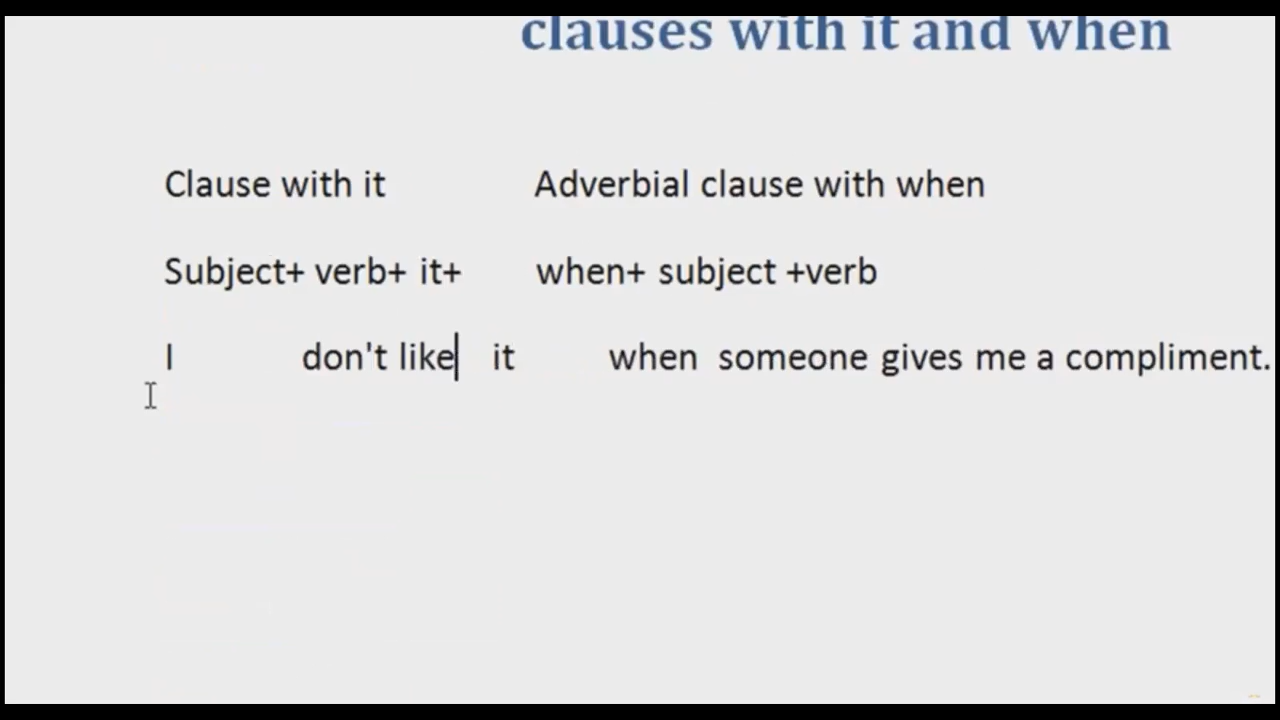 clauses with it and when
Clause with it Adverbial clause with when
Subject+ verb+ it+ when+ subject +verb
I don't like it when someone gives me a compliment.